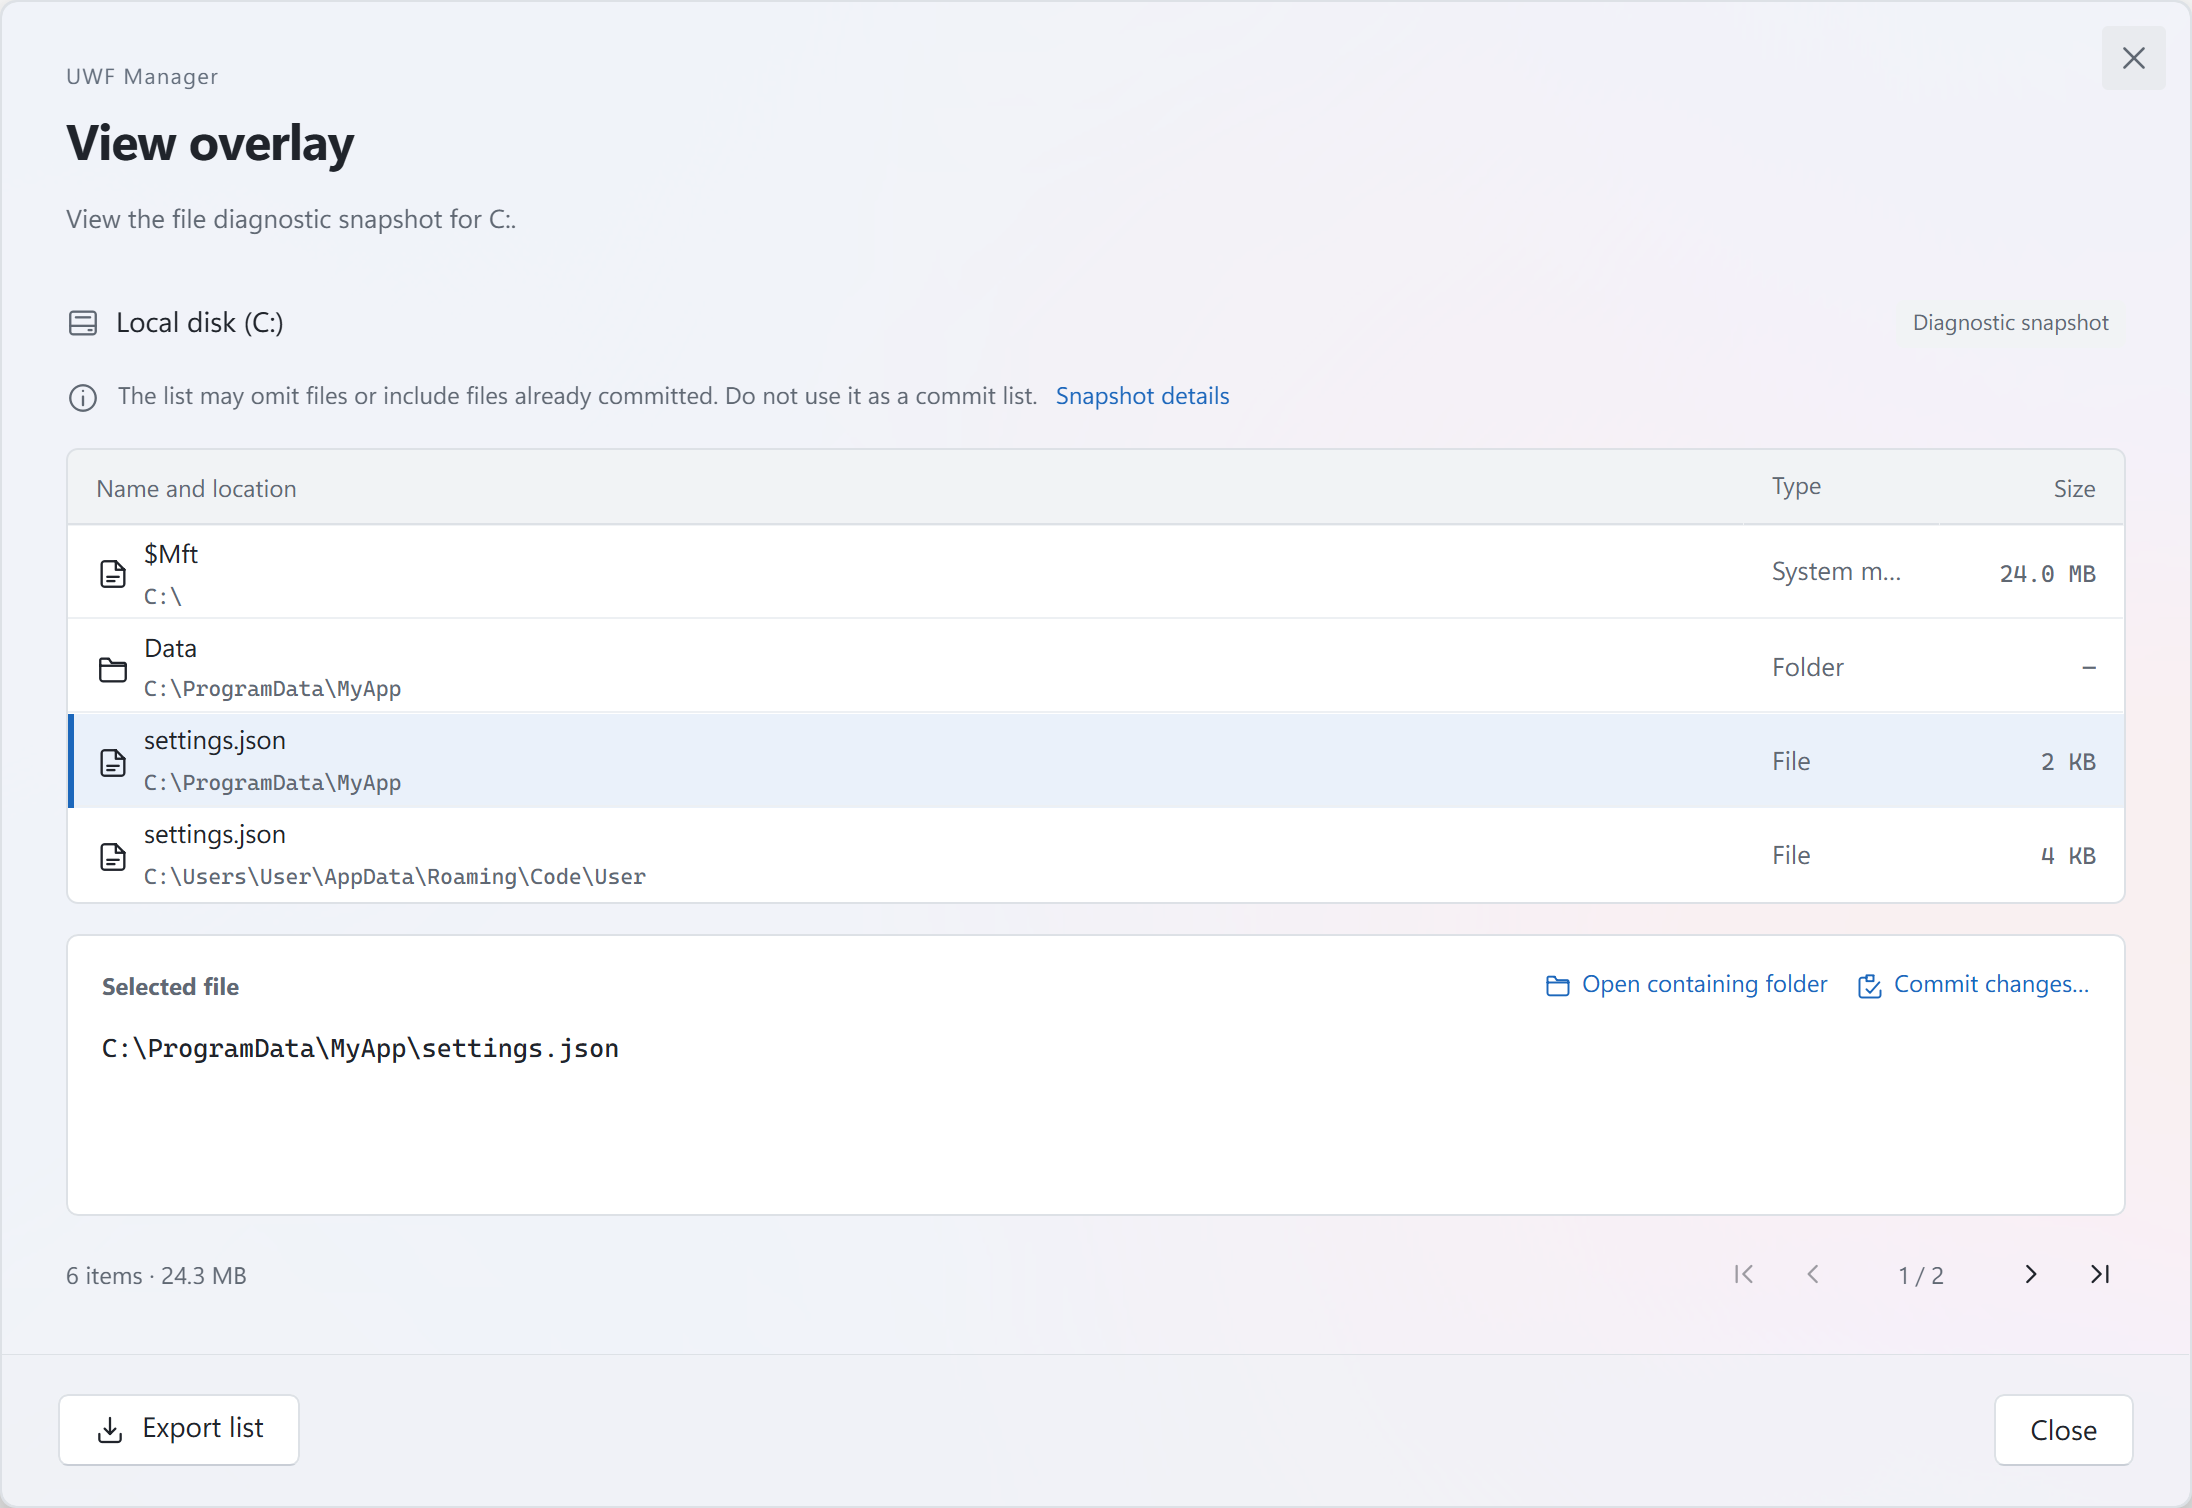 UWF Manager
View overlay
View the file diagnostic snapshot for C:.
Local disk (C:)
Diagnostic snapshot
The list may omit files or include files already committed. Do not use it as a commit list. Snapshot details
Name and location Type Size
$Mft
C:\
System m... 24.0 MB
Data
C:\ProgramData\MyApp
Folder –
settings.json
C:\ProgramData\MyApp
File 2 KB
settings.json
C:\Users\User\AppData\Roaming\Code\User
File 4 KB
Selected file
Open containing folder Commit changes...
C:\ProgramData\MyApp\settings.json
6 items · 24.3 MB
1 / 2
Export list
Close